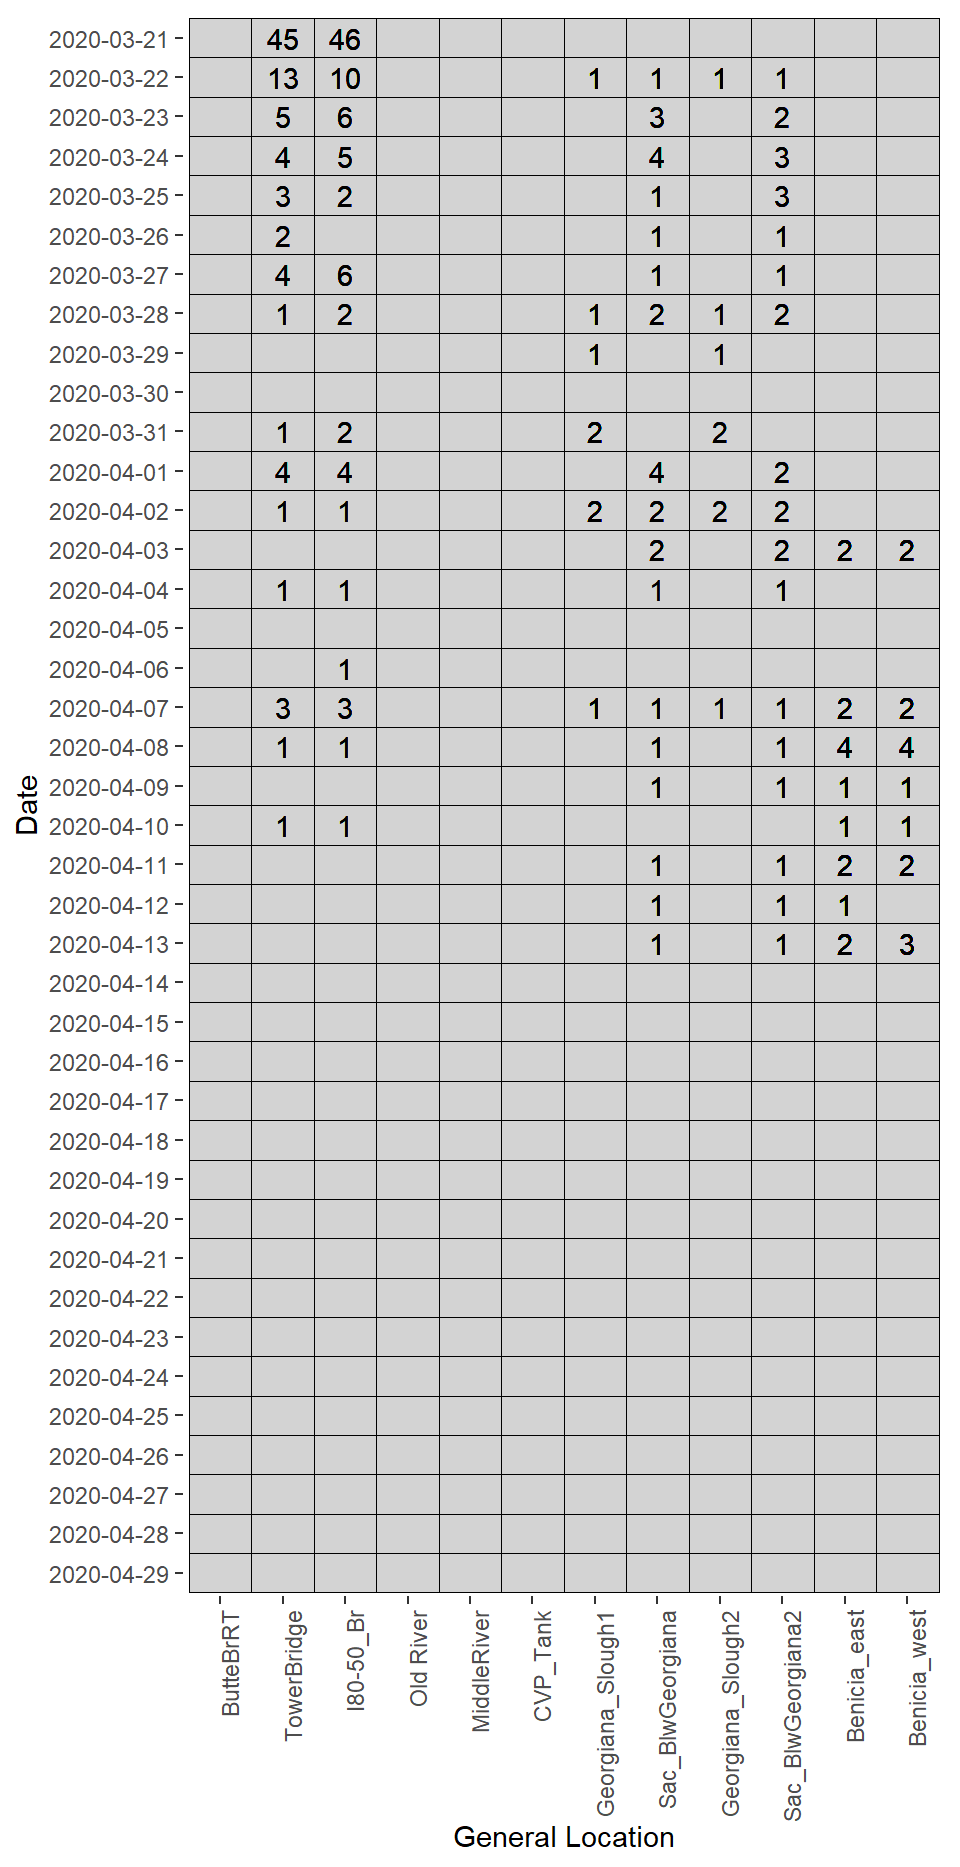 2020-03-21 45 46
2020-03-22 13 10 1 1 1 1
2020-03-23 5 6 3 2
2020-03-24 4 5 4 3
2020-03-25 3 2 1 3
2020-03-26 2 1 1
2020-03-27 4 6 1 1
2020-03-28 1 2 1 2 1 2
2020-03-29 1 1
2020-03-30
2020-03-31 1 2 2 2
2020-04-01 4 4 4 2
2020-04-02 1 1 2 2 2 2
2020-04-03 2 2 2 2
2020-04-04 1 1 1 1
2020-04-05
2020-04-06 1
2020-04-07 3 3 1 1 1 1 2 2
2020-04-08 1 1 1 1 4 4
2020-04-09 1 1 1 1
2020-04-10 1 1 1 1
2020-04-11 1 1 2 2
2020-04-12 1 1 1
2020-04-13 1 1 2 3
2020-04-14
2020-04-15
2020-04-16
2020-04-17
2020-04-18
2020-04-19
2020-04-20
2020-04-21
2020-04-22
2020-04-23
2020-04-24
2020-04-25
2020-04-26
2020-04-27
2020-04-28
2020-04-29
Date
ButteBrRT
TowerBridge
I80-50_Br
Old River
MiddleRiver
CVP_Tank
Georgiana_Slough1
Sac_BlwGeorgiana
Georgiana_Slough2
Sac_BlwGeorgiana2
Benicia_east
Benicia_west
General Location